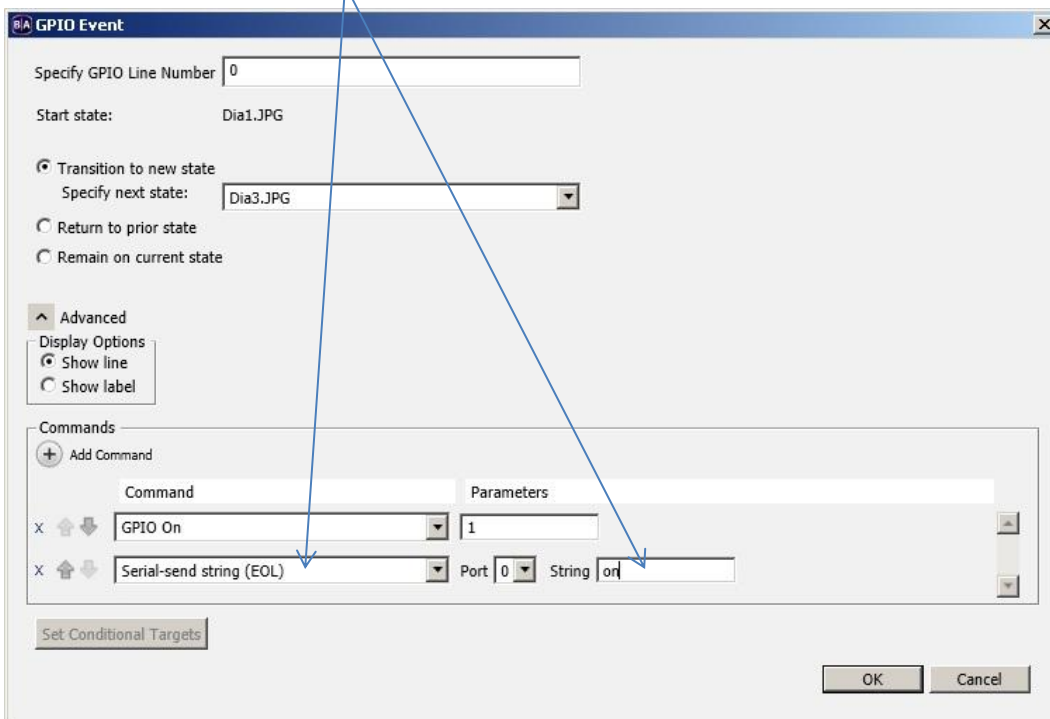 B|A GPIO Event
Specify GPIO Line Number 0
Start state: Dia1.JPG
Transition to new state
Specify next state: Dia3.JPG
Return to prior state
Remain on current state
Advanced
Display Options
Show line
Show label
Commands
+ Add Command
Command Parameters
X GPIO On 1
X Serial-send string (EOL) Port 0 String on
Set Conditional Targets
OK Cancel